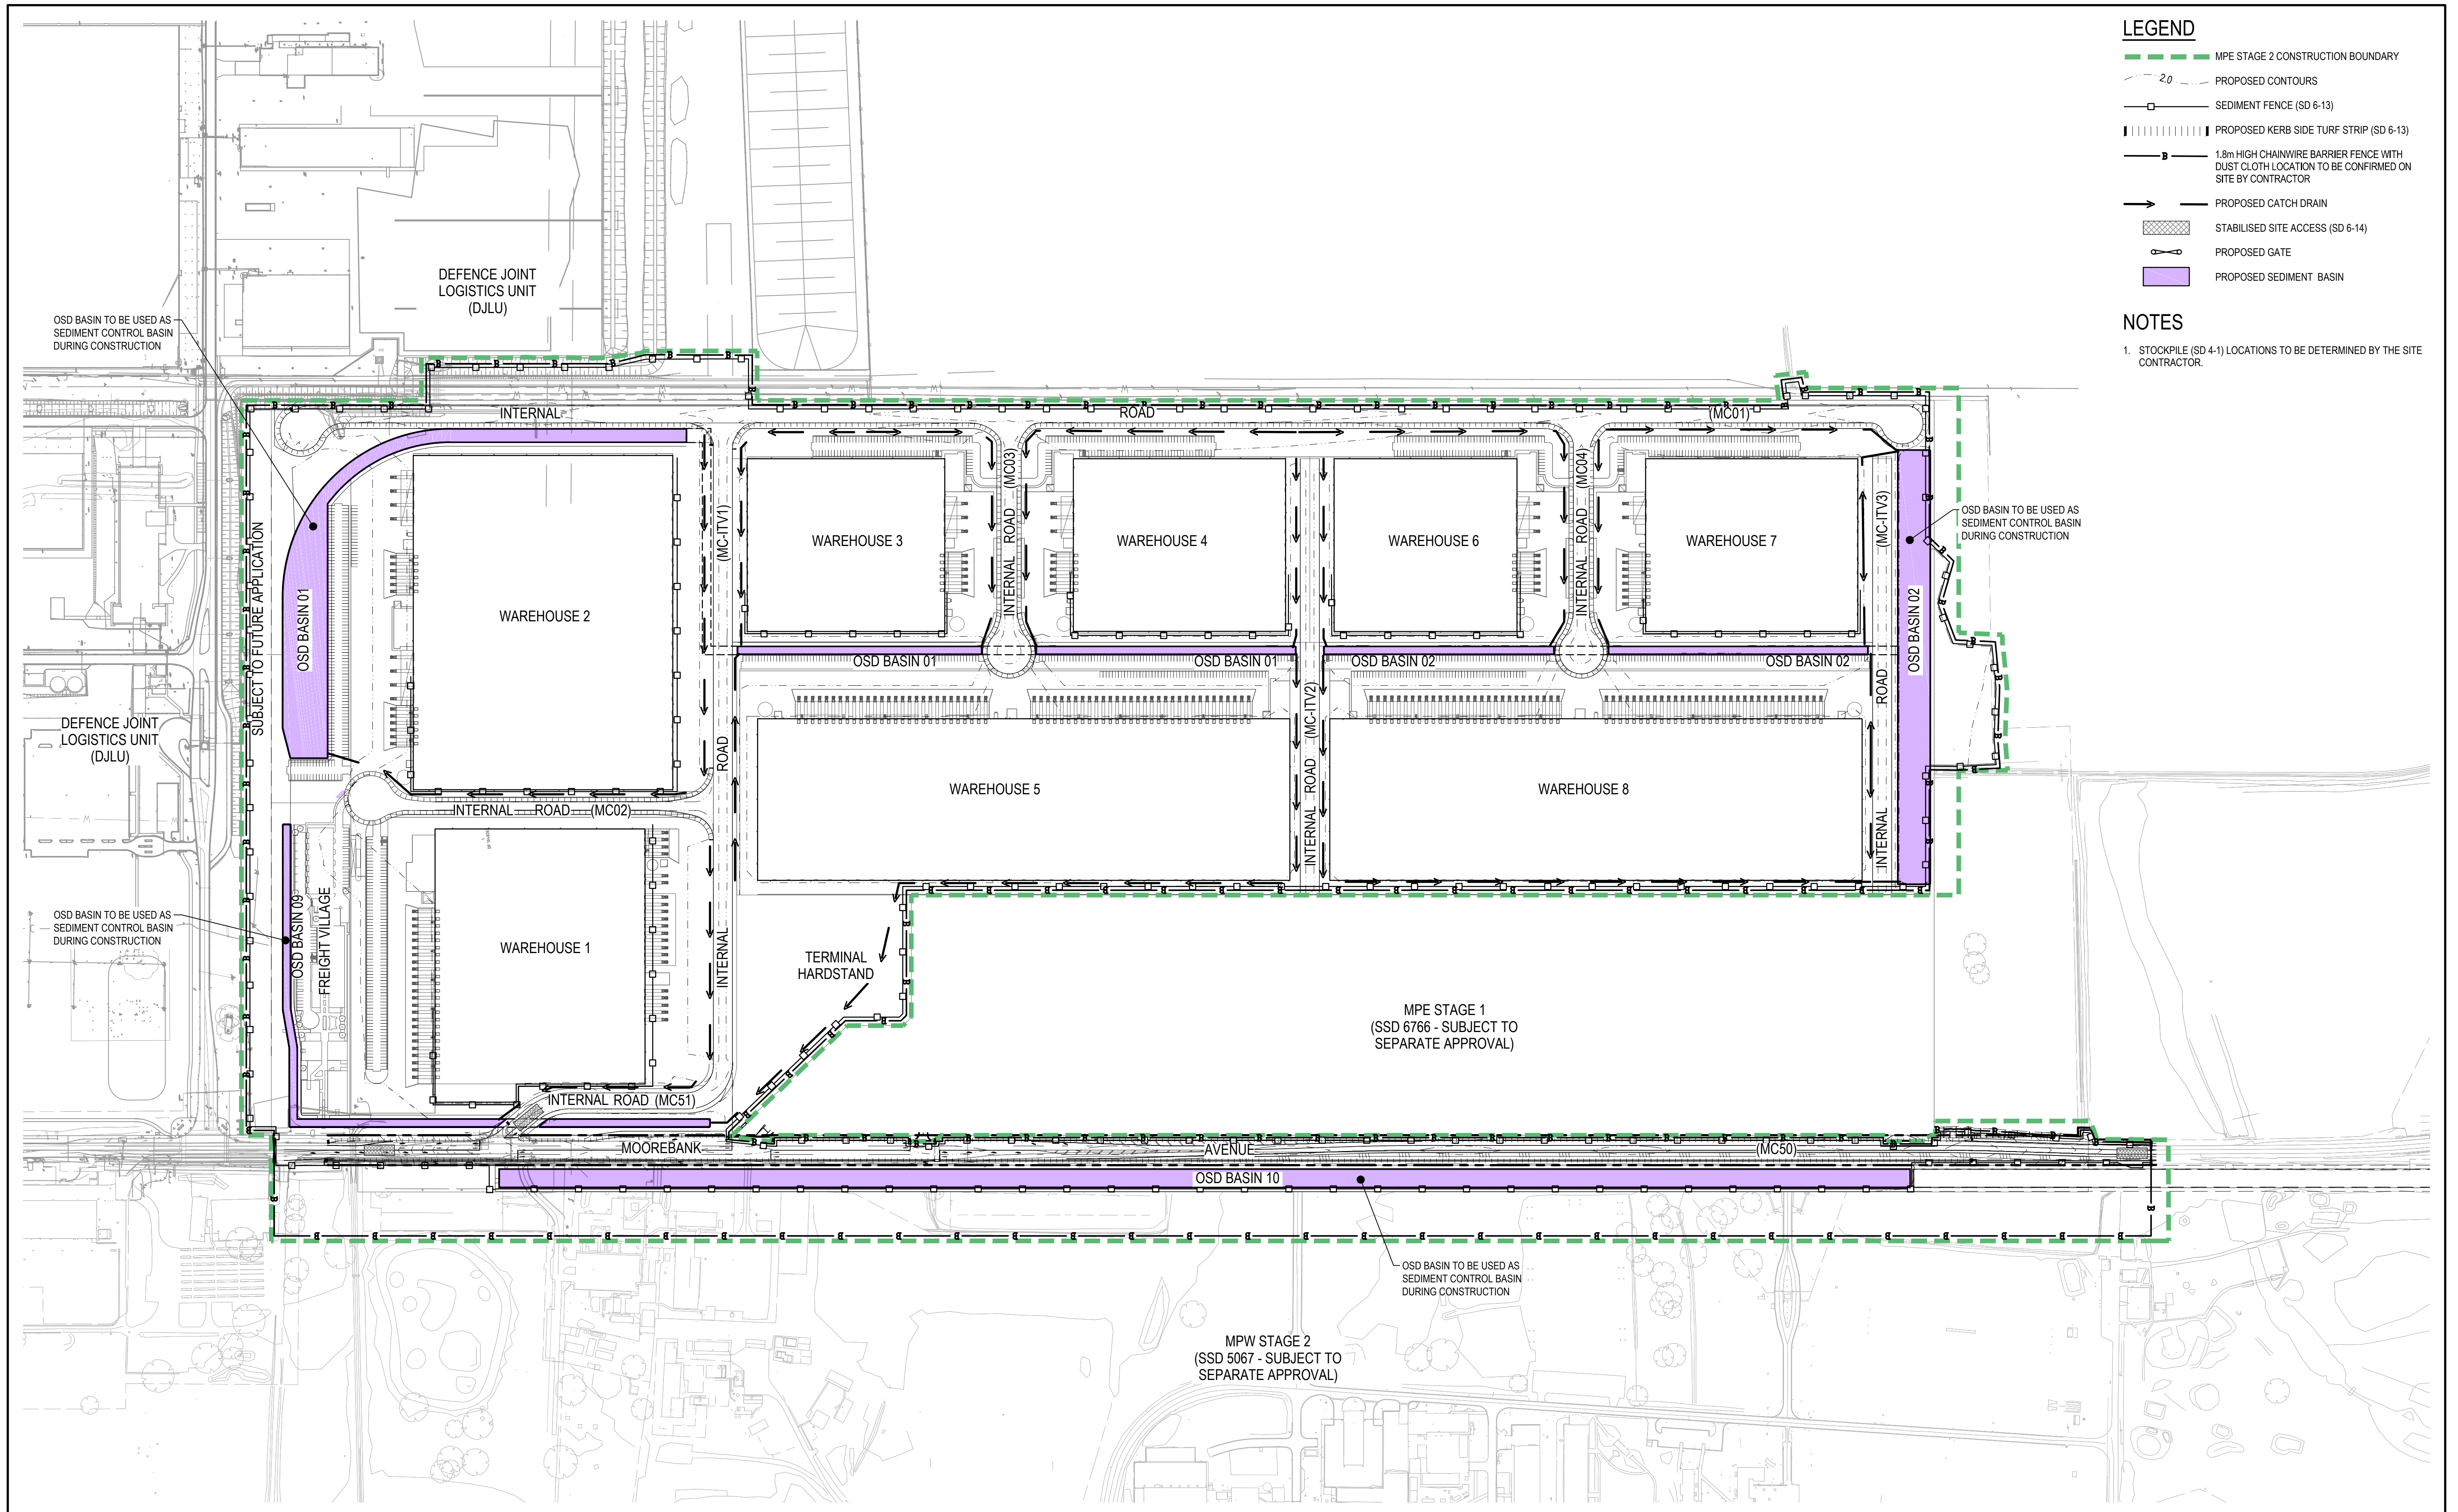 LEGEND
MPE STAGE 2 CONSTRUCTION BOUNDARY
2.0
PROPOSED CONTOURS
SEDIMENT FENCE (SD 6-13)
PROPOSED KERB SIDE TURF STRIP (SD 6-13)
B
1.8m HIGH CHAINWIRE BARRIER FENCE WITH
DUST CLOTH LOCATION TO BE CONFIRMED ON
SITE BY CONTRACTOR
PROPOSED CATCH DRAIN
STABILISED SITE ACCESS (SD 6-14)
PROPOSED GATE
PROPOSED SEDIMENT BASIN
NOTES
1. STOCKPILE (SD 4-1) LOCATIONS TO BE DETERMINED BY THE SITE
CONTRACTOR.
DEFENCE JOINT
LOGISTICS UNIT
(DJLU)
OSD BASIN TO BE USED AS
SEDIMENT CONTROL BASIN
DURING CONSTRUCTION
INTERNAL
ROAD
(MC01)
SUBJECT TO FUTURE APPLICATION
OSD BASIN 01
WAREHOUSE 2
(MC-ITV1)
ROAD
INTERNAL
WAREHOUSE 3
INTERNAL ROAD (MC03)
WAREHOUSE 4
WAREHOUSE 6
INTERNAL ROAD (MC04)
WAREHOUSE 7
(MC-ITV3)
ROAD
INTERNAL
OSD BASIN 02
OSD BASIN TO BE USED AS
SEDIMENT CONTROL BASIN
DURING CONSTRUCTION
OSD BASIN 01
OSD BASIN 01
OSD BASIN 02
OSD BASIN 02
INTERNAL ROAD (MC-ITV2)
DEFENCE JOINT
LOGISTICS UNIT
(DJLU)
WAREHOUSE 5
WAREHOUSE 8
INTERNAL ROAD (MC02)
OSD BASIN TO BE USED AS
SEDIMENT CONTROL BASIN
DURING CONSTRUCTION
OSD BASIN 09
FREIGHT VILLAGE
WAREHOUSE 1
TERMINAL
HARDSTAND
MPE STAGE 1
(SSD 6766 - SUBJECT TO
SEPARATE APPROVAL)
INTERNAL ROAD (MC51)
MOOREBANK
AVENUE
(MC50)
OSD BASIN 10
OSD BASIN TO BE USED AS
SEDIMENT CONTROL BASIN
DURING CONSTRUCTION
MPW STAGE 2
(SSD 5067 - SUBJECT TO
SEPARATE APPROVAL)